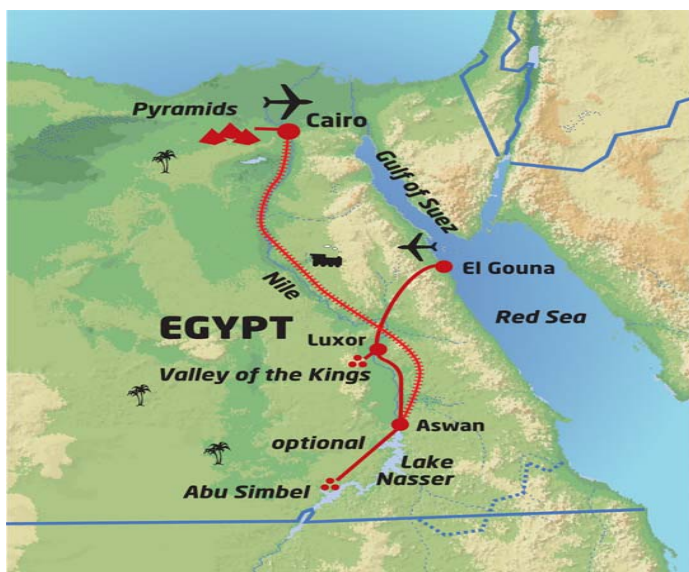 Pyramids
Cairo
Gulf of Suez
El Gouna
Nile
Red Sea
EGYPT
Luxor
Valley of the Kings
Aswan
optional
Lake
Nasser
Abu Simbel